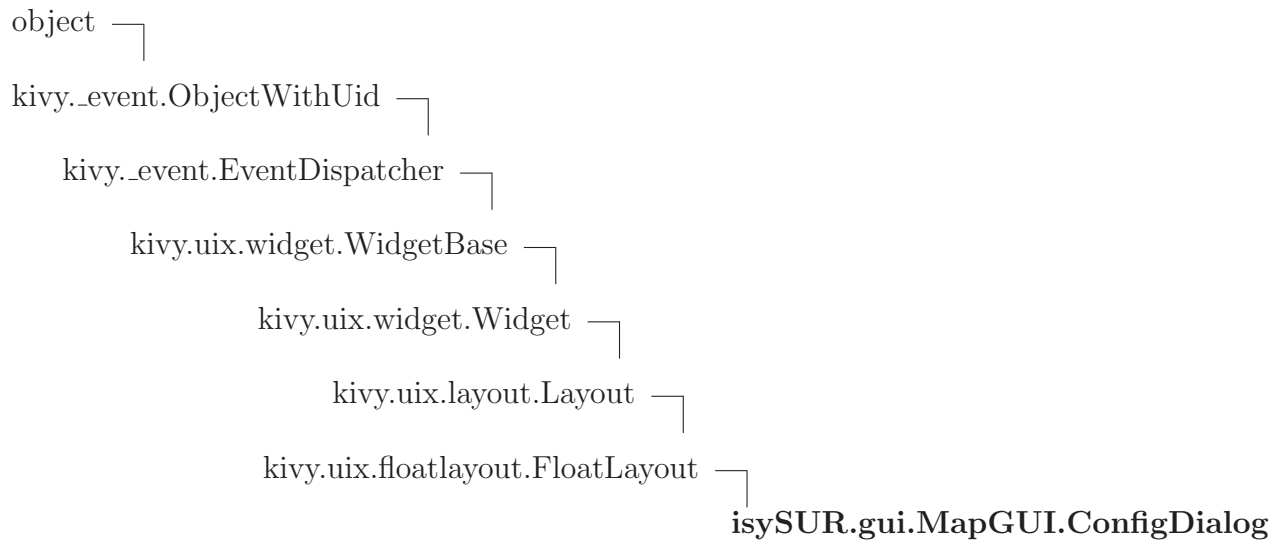 object
kivy._event.ObjectWithUid
kivy._event.EventDispatcher
kivy.uix.widget.WidgetBase
kivy.uix.widget.Widget
kivy.uix.layout.Layout
kivy.uix.floatlayout.FloatLayout
isySUR.gui.MapGUI.ConfigDialog